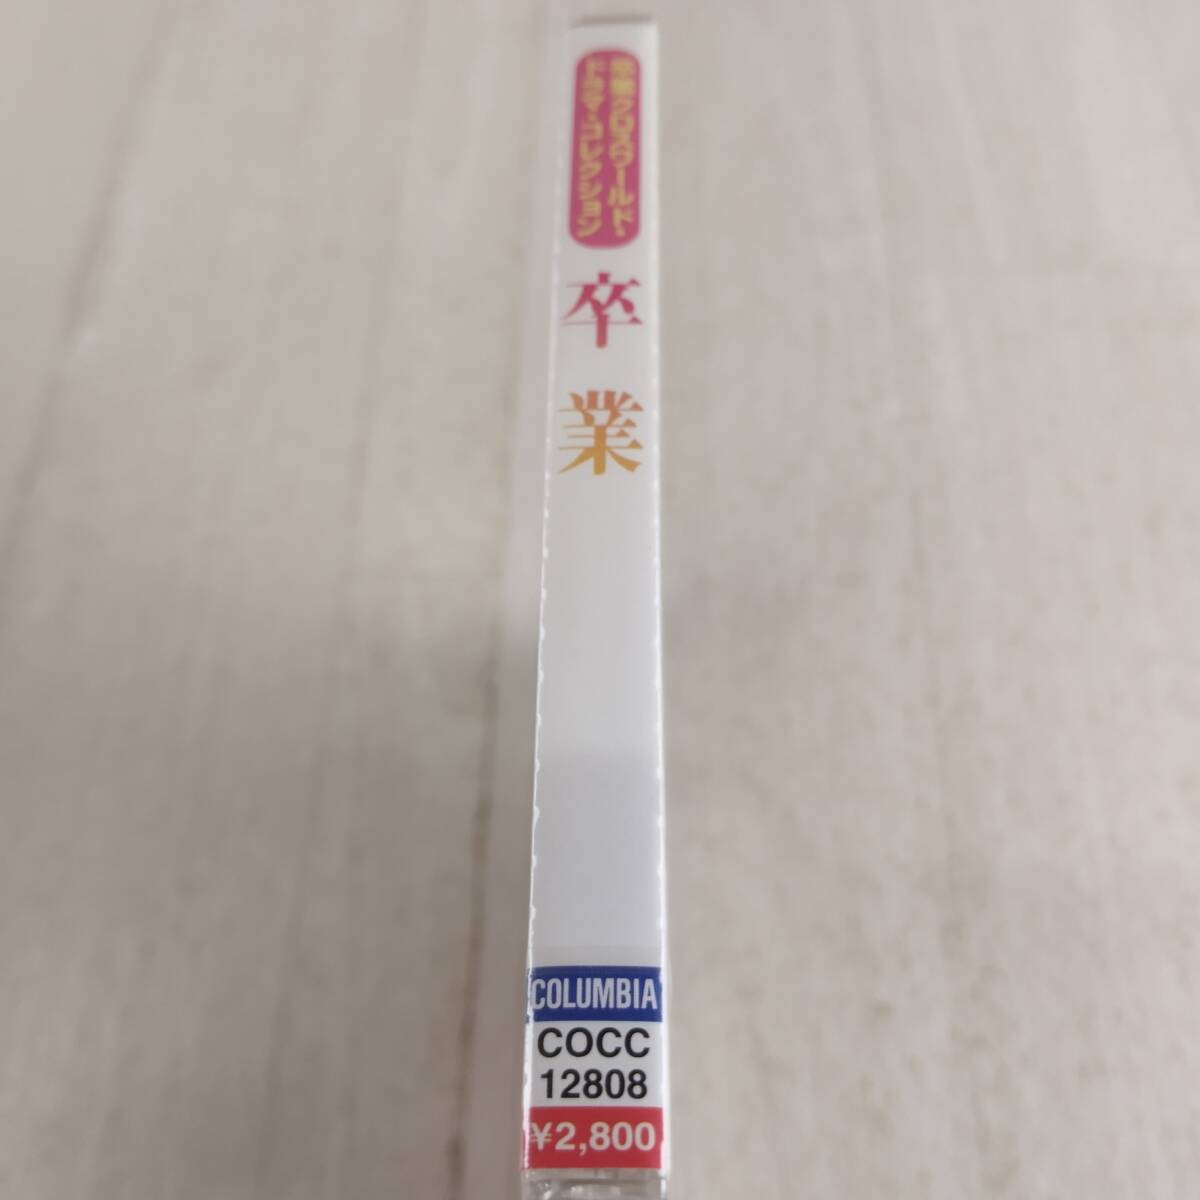 卒業クロスワールド・
ドラマ・コレクション
卒業
COLUMBIA
COCC
12808
¥2,800